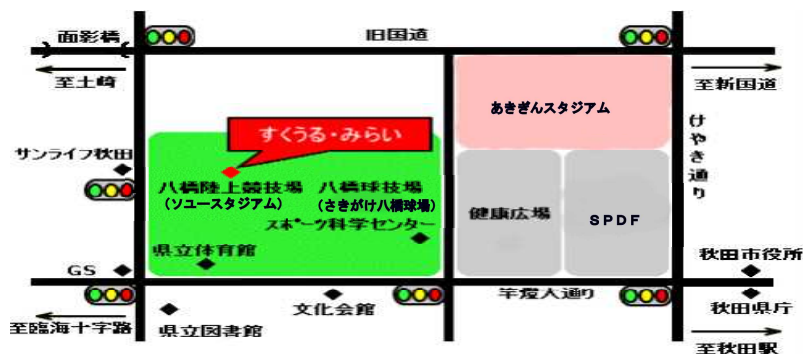 面影橋
旧国道
至土崎
至新国道
あきぎんスタジアム
すくうる・みらい
けやき通り
サンライフ秋田
八橋陸上競技場
(ソユースタジアム)
八橋球技場
(さきがけ八橋球場)
スポーツ科学センター
健康広場
SPDF
県立体育館
GS
秋田市役所
竿燈大通り
文化会館
秋田県庁
至臨海十字路
県立図書館
至秋田駅